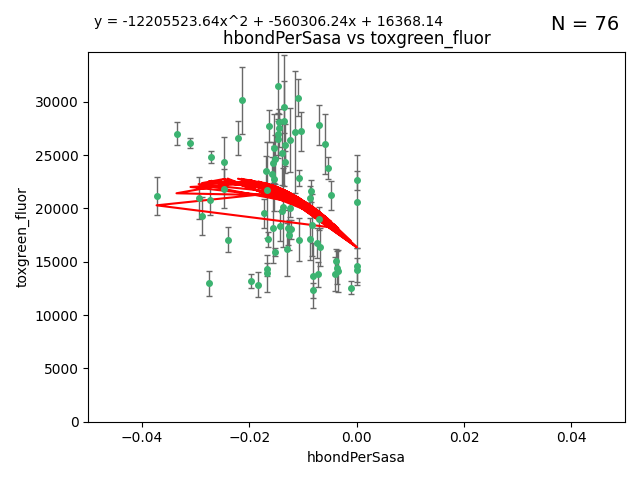 y = -12205523.64x^2 + -560306.24x + 16368.14
N = 76
hbondPerSasa vs toxgreen_fluor
30000
25000
20000
15000
10000
5000
0
toxgreen_fluor
−0.04
−0.02
0.00
0.02
0.04
hbondPerSasa